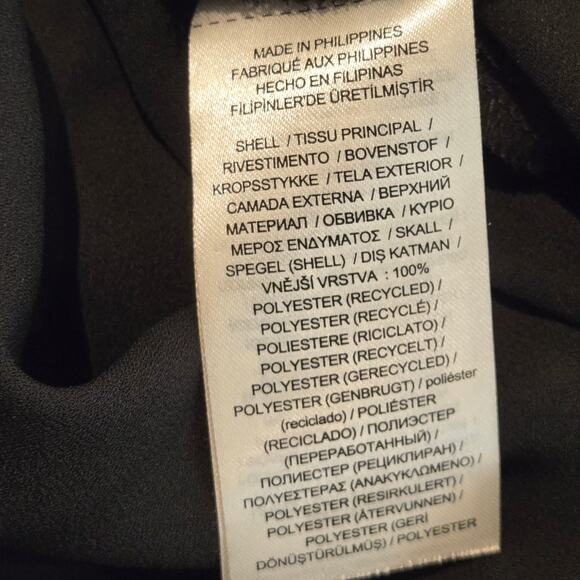 MADE IN PHILIPPINES
FABRIQUÉ AUX PHILIPPINES
HECHO EN FILIPINAS
FİLİPİNLER'DE ÜRETİLMİŞTİR
SHELL / TISSU PRINCIPAL /
RIVESTIMENTO / BOVENSTOF /
KROPSSTYKKE / TELA EXTERIOR /
CAMADA EXTERNA / ВЕРХНИЙ
МАТЕРИАЛ / ОБВИВКА / ΚΥΡΙΟ
ΜΕΡΟΣ ΕΝΔΥΜΑΤΟΣ / SKALL /
SPEGEL (SHELL) / DIŞ KATMAN /
VNĚJŠÍ VRSTVA : 100%
POLYESTER (RECYCLED) /
POLYESTER (RECYCLÉ) /
POLIESTERE (RICICLATO) /
POLYESTER (RECYCELT) /
POLYESTER (GERECYCLED) /
POLYESTER (GENBRUGT) / poliéster
(reciclado) / POLIÉSTER
(RECICLADO) / ПОЛИЭСТЕР
(ПЕРЕРАБОТАННЫЙ) /
ПОЛИЕСТЕР (РЕЦИКЛИРАН) /
ΠΟΛΥΕΣΤΕΡΑΣ (ΑΝΑΚΥΚΛΩΜΕΝΟ) /
POLYESTER (RESIRKULERT) /
POLYESTER (ÅTERVUNNEN) /
POLYESTER (GERİ
DÖNÜŞTÜRÜLMÜŞ) / POLYESTER